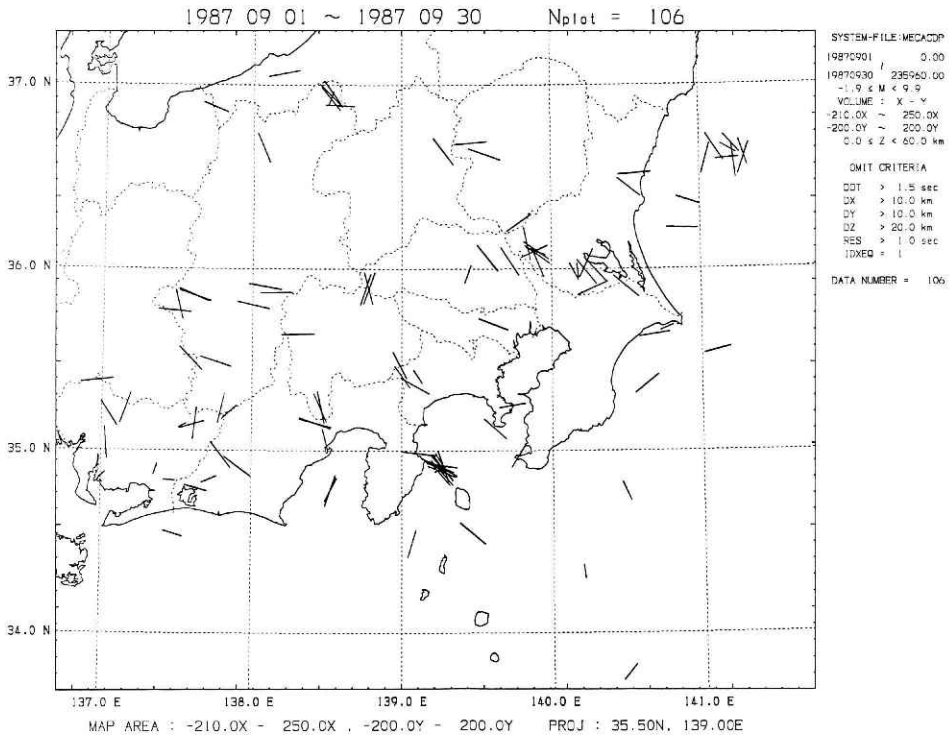 1987 09 01 ~ 1987 09 30 Nplot = 106
SYSTEM-FILE:MECASDP
19870901 0.00
/
19870930 235960.00
-1.9 ≤ M < 9.9
VOLUME : X - Y
-210.0X ~ 250.0X
-200.0Y ~ 200.0Y
0.0 ≤ Z < 60.0 km
OMIT CRITERIA
DOT > 1.5 sec
DX > 10.0 km
DY > 10.0 km
DZ > 20.0 km
RES > 1.0 sec
IDXEQ = 1
DATA NUMBER = 106
37.0 N
36.0 N
35.0 N
34.0 N
137.0 E 138.0 E 139.0 E 140.0 E 141.0 E
MAP AREA : -210.0X - 250.0X , -200.0Y - 200.0Y PROJ : 35.50N, 139.00E